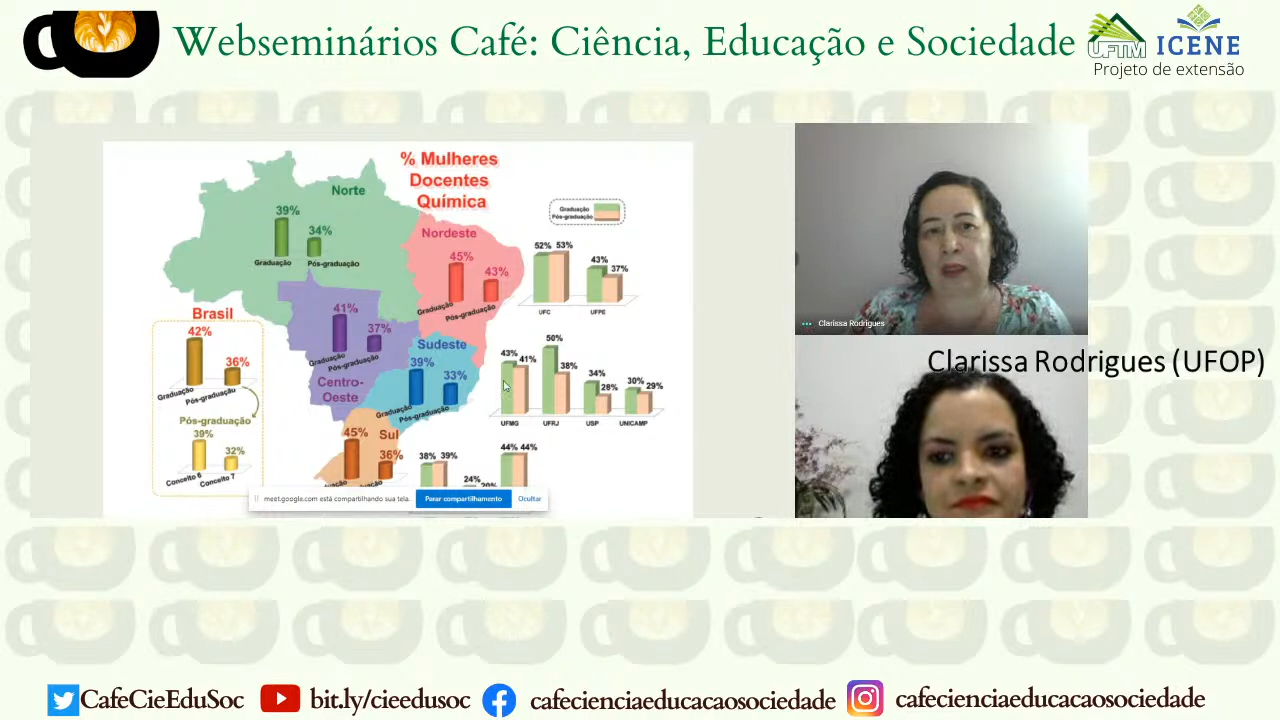 Webseminários Café: Ciência, Educação e Sociedade
UFTM
ICENE
Projeto de extensão
% Mulheres
Docentes
Química
Norte
39%
34%
Graduação
Pós-graduação
Nordeste
45%
43%
Graduação
Pós-graduação
Graduação
Pós-graduação
52%
53%
UFC
43%
37%
UFPE
Brasil
42%
36%
Graduação
Pós-graduação
Pós-graduação
39%
32%
Conceito 6
Conceito 7
41%
37%
Graduação
Pós-graduação
Centro-
Oeste
Sudeste
39%
33%
Graduação
Pós-graduação
43%
41%
UFMG
50%
38%
UFRJ
34%
28%
USP
30%
29%
UNICAMP
Sul
45%
36%
38%
39%
24%
20%
44%
44%
meet.google.com está compartilhando sua tela.
Parar compartilhamento
Ocultar
Clarissa Rodrigues
Clarissa Rodrigues (UFOP)
CafeCieEduSoc
bit.ly/cieedusoc
cafecienciaeducacaosociedade
cafecienciaeducacaosociedade